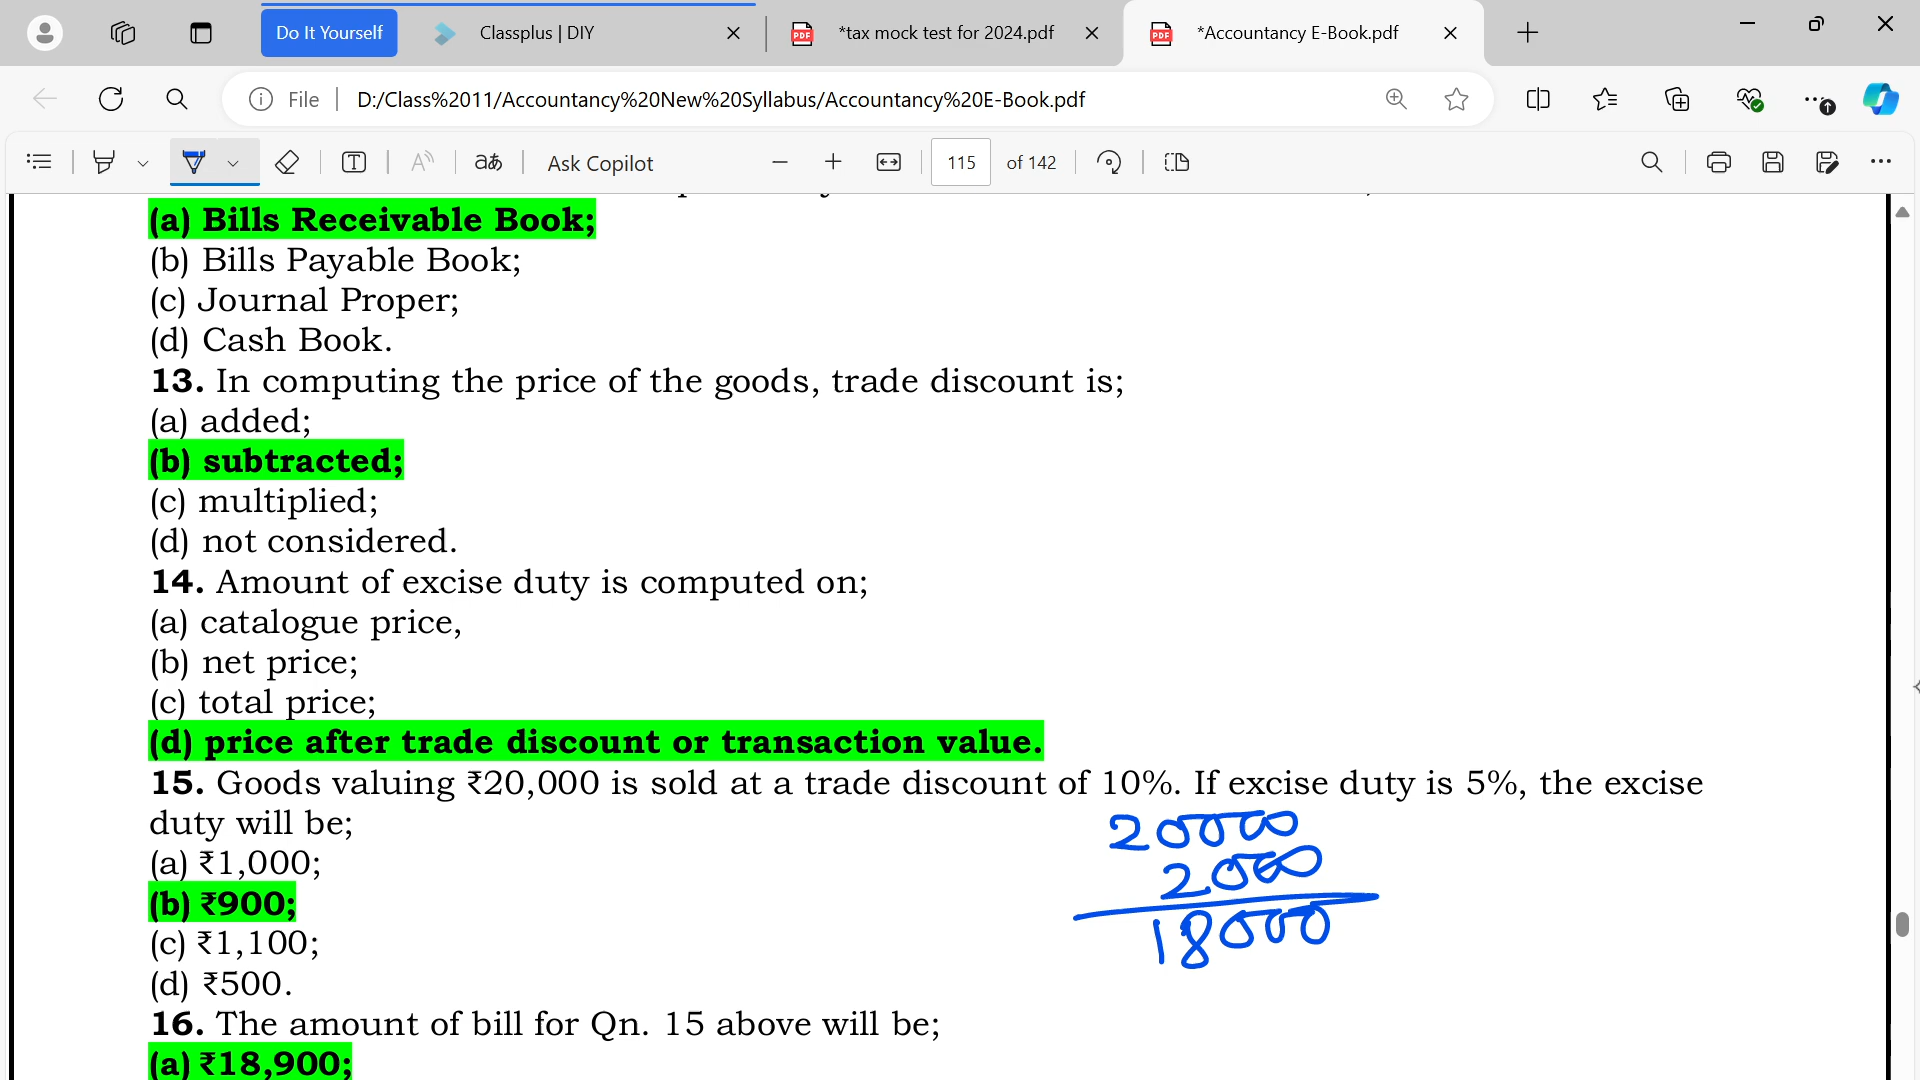 Do It Yourself
Classplus | DIY
*tax mock test for 2024.pdf
*Accountancy E-Book.pdf
File
D:/Class%2011/Accountancy%20New%20Syllabus/Accountancy%20E-Book.pdf
Ask Copilot
115 of 142
(a) Bills Receivable Book;
(b) Bills Payable Book;
(c) Journal Proper;
(d) Cash Book.
13. In computing the price of the goods, trade discount is;
(a) added;
(b) subtracted;
(c) multiplied;
(d) not considered.
14. Amount of excise duty is computed on;
(a) catalogue price,
(b) net price;
(c) total price;
(d) price after trade discount or transaction value.
15. Goods valuing ₹20,000 is sold at a trade discount of 10%. If excise duty is 5%, the excise
duty will be;
20000
(a) ₹1,000;
2000
(b) ₹900;
18000
(c) ₹1,100;
(d) ₹500.
16. The amount of bill for Qn. 15 above will be;
(a) ₹18,900;